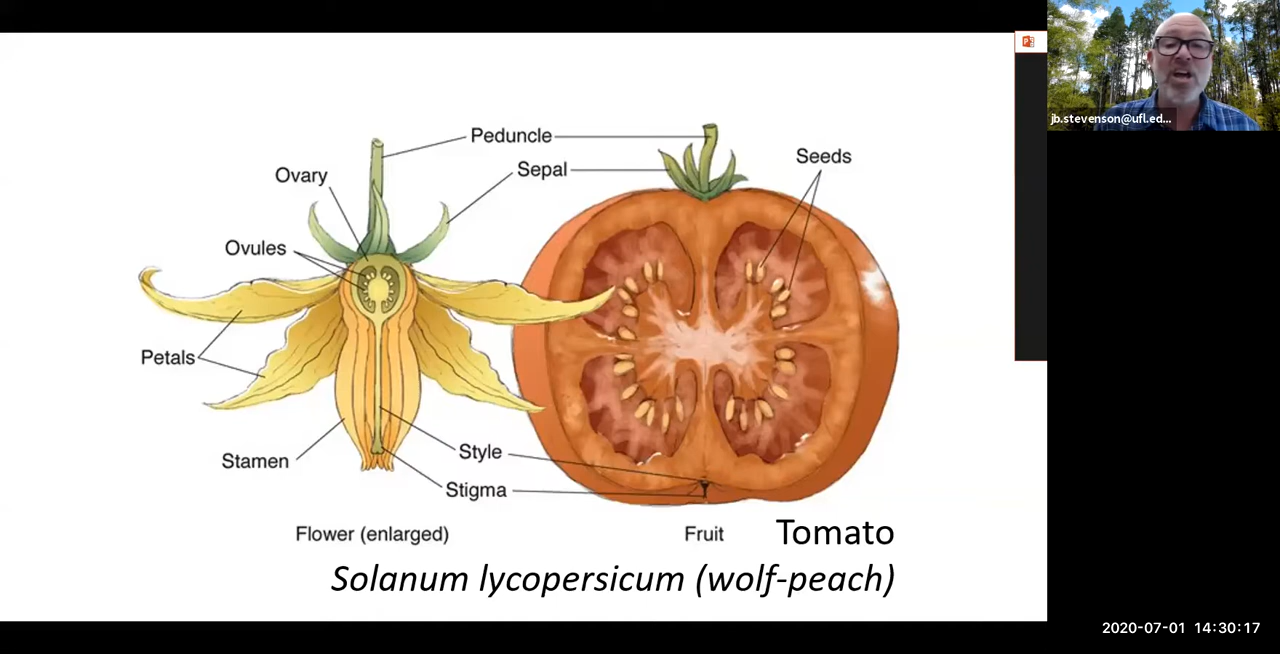 jb.stevenson@ufl.ed...
Peduncle
Seeds
Ovary
Sepal
Ovules
Petals
Style
Stamen
Stigma
Flower (enlarged)
Fruit
Tomato
Solanum lycopersicum (wolf-peach)
2020-07-01 14:30:17